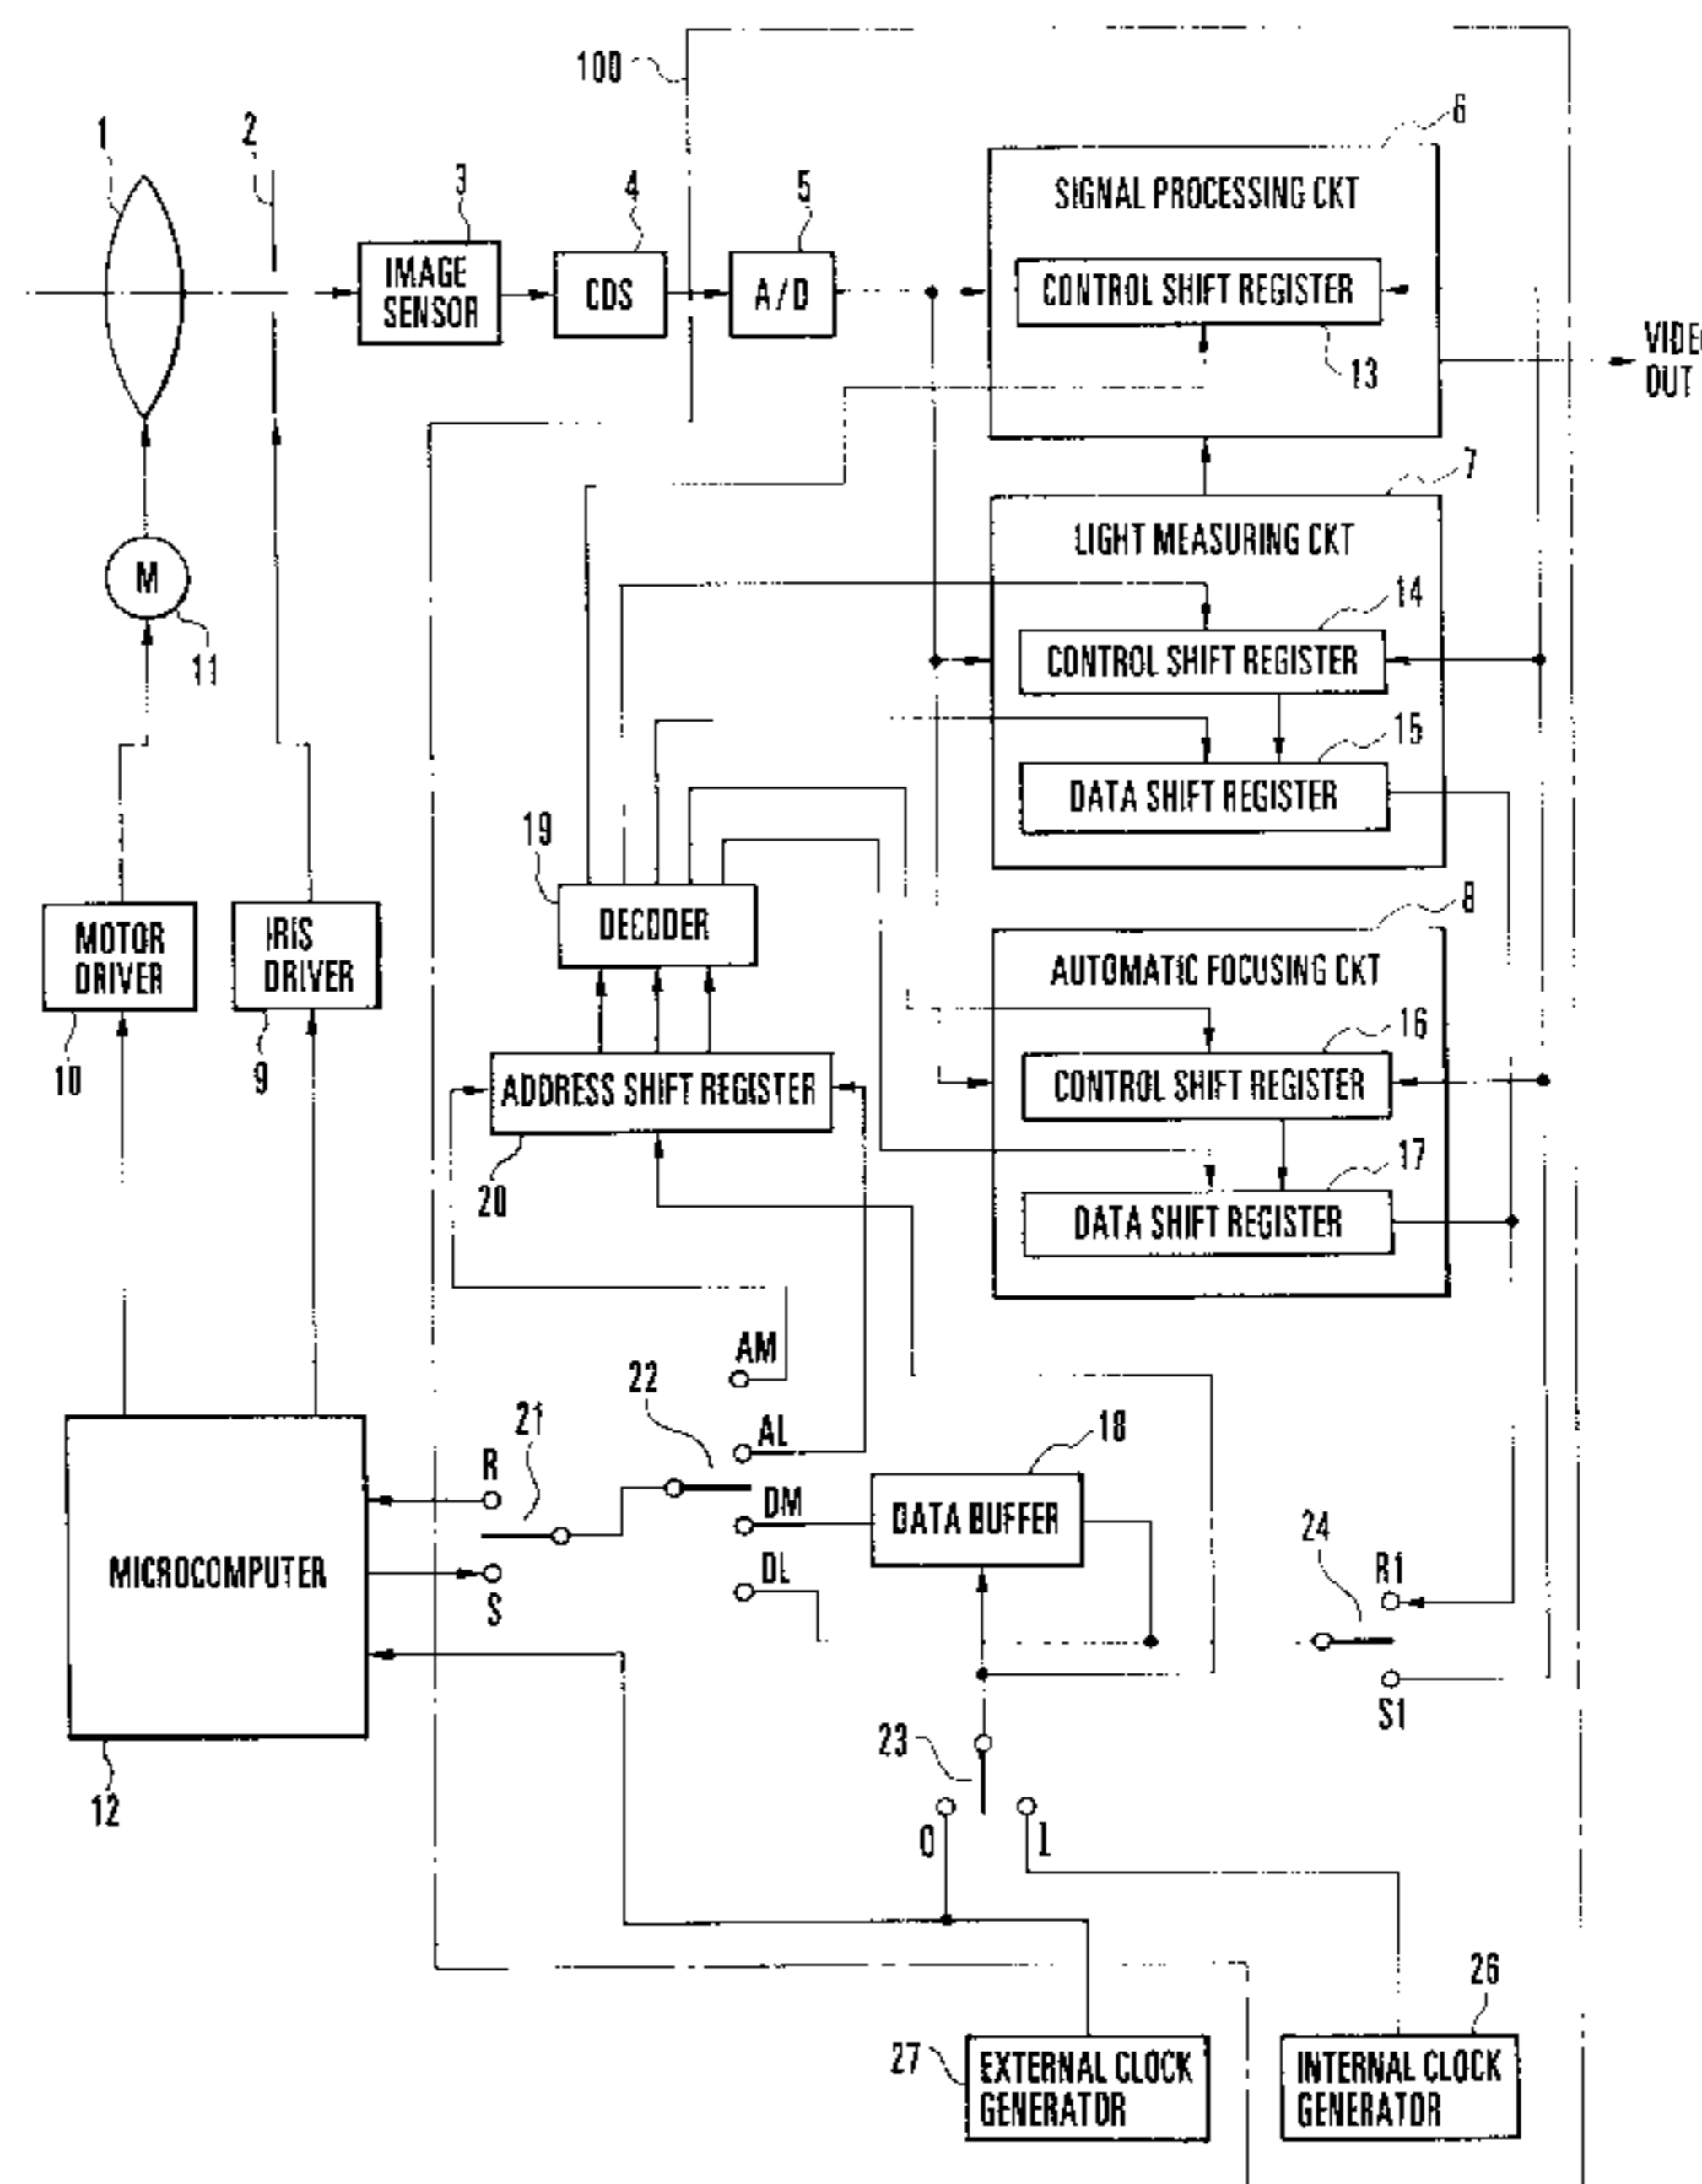 100
6
1
2
3
4
5
SIGNAL PROCESSING CKT
IMAGE
SENSOR
CDS
A/D
CONTROL SHIFT REGISTER
13
OUT
7
LIGHT MEASURING CKT
M
11
14
CONTROL SHIFT REGISTER
15
DATA SHIFT REGISTER
19
8
DECODER
MOTOR
DRIVER
IRIS
DRIVER
AUTOMATIC FOCUSING CKT
10
9
16
ADDRESS SHIFT REGISTER
CONTROL SHIFT REGISTER
20
17
DATA SHIFT REGISTER
AM
22
21
AL
18
R
DM
DATA BUFFER
24
MICROCOMPUTER
DL
R1
S
S1
23
12
0
1
26
27
EXTERNAL CLOCK
GENERATOR
INTERNAL CLOCK
GENERATOR